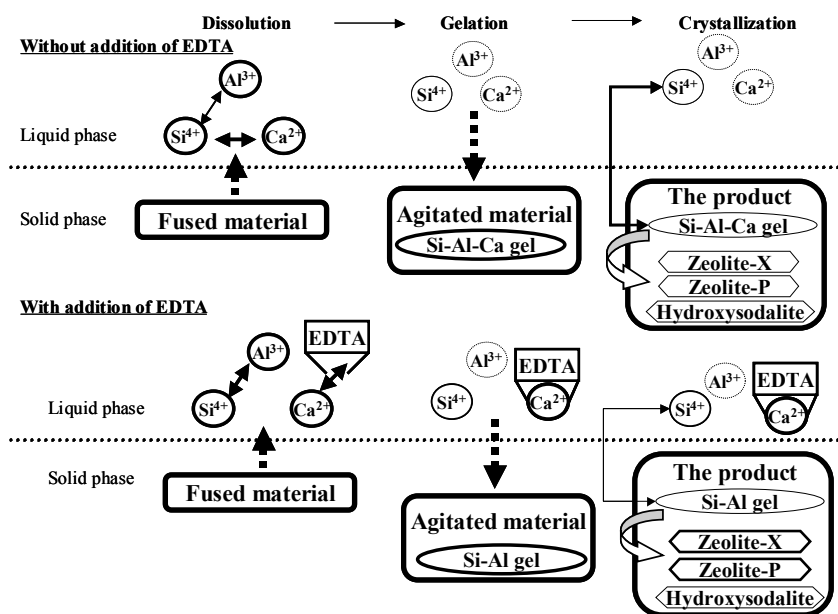 Dissolution Gelation Crystallization
Without addition of EDTA
Al³⁺ Al³⁺ Al³⁺
Si⁴⁺ Ca²⁺ Si⁴⁺ Ca²⁺ Si⁴⁺ Ca²⁺
Liquid phase
Solid phase
Fused material
Agitated material
Si-Al-Ca gel
The product
Si-Al-Ca gel
Zeolite-X
Zeolite-P
Hydroxysodalite
With addition of EDTA
Al³⁺ EDTA Al³⁺ EDTA Al³⁺ EDTA
Si⁴⁺ Ca²⁺ Si⁴⁺ Ca²⁺ Si⁴⁺ Ca²⁺
Liquid phase
Solid phase
Fused material
Agitated material
Si-Al gel
The product
Si-Al gel
Zeolite-X
Zeolite-P
Hydroxysodalite